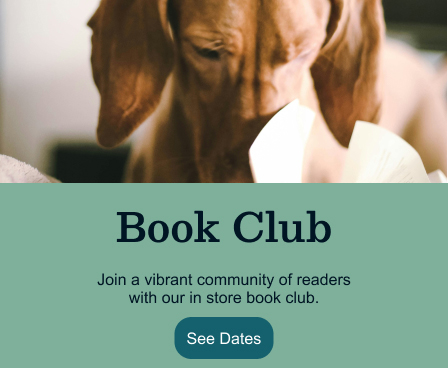 Book Club
Join a vibrant community of readers
with our in store book club.
See Dates